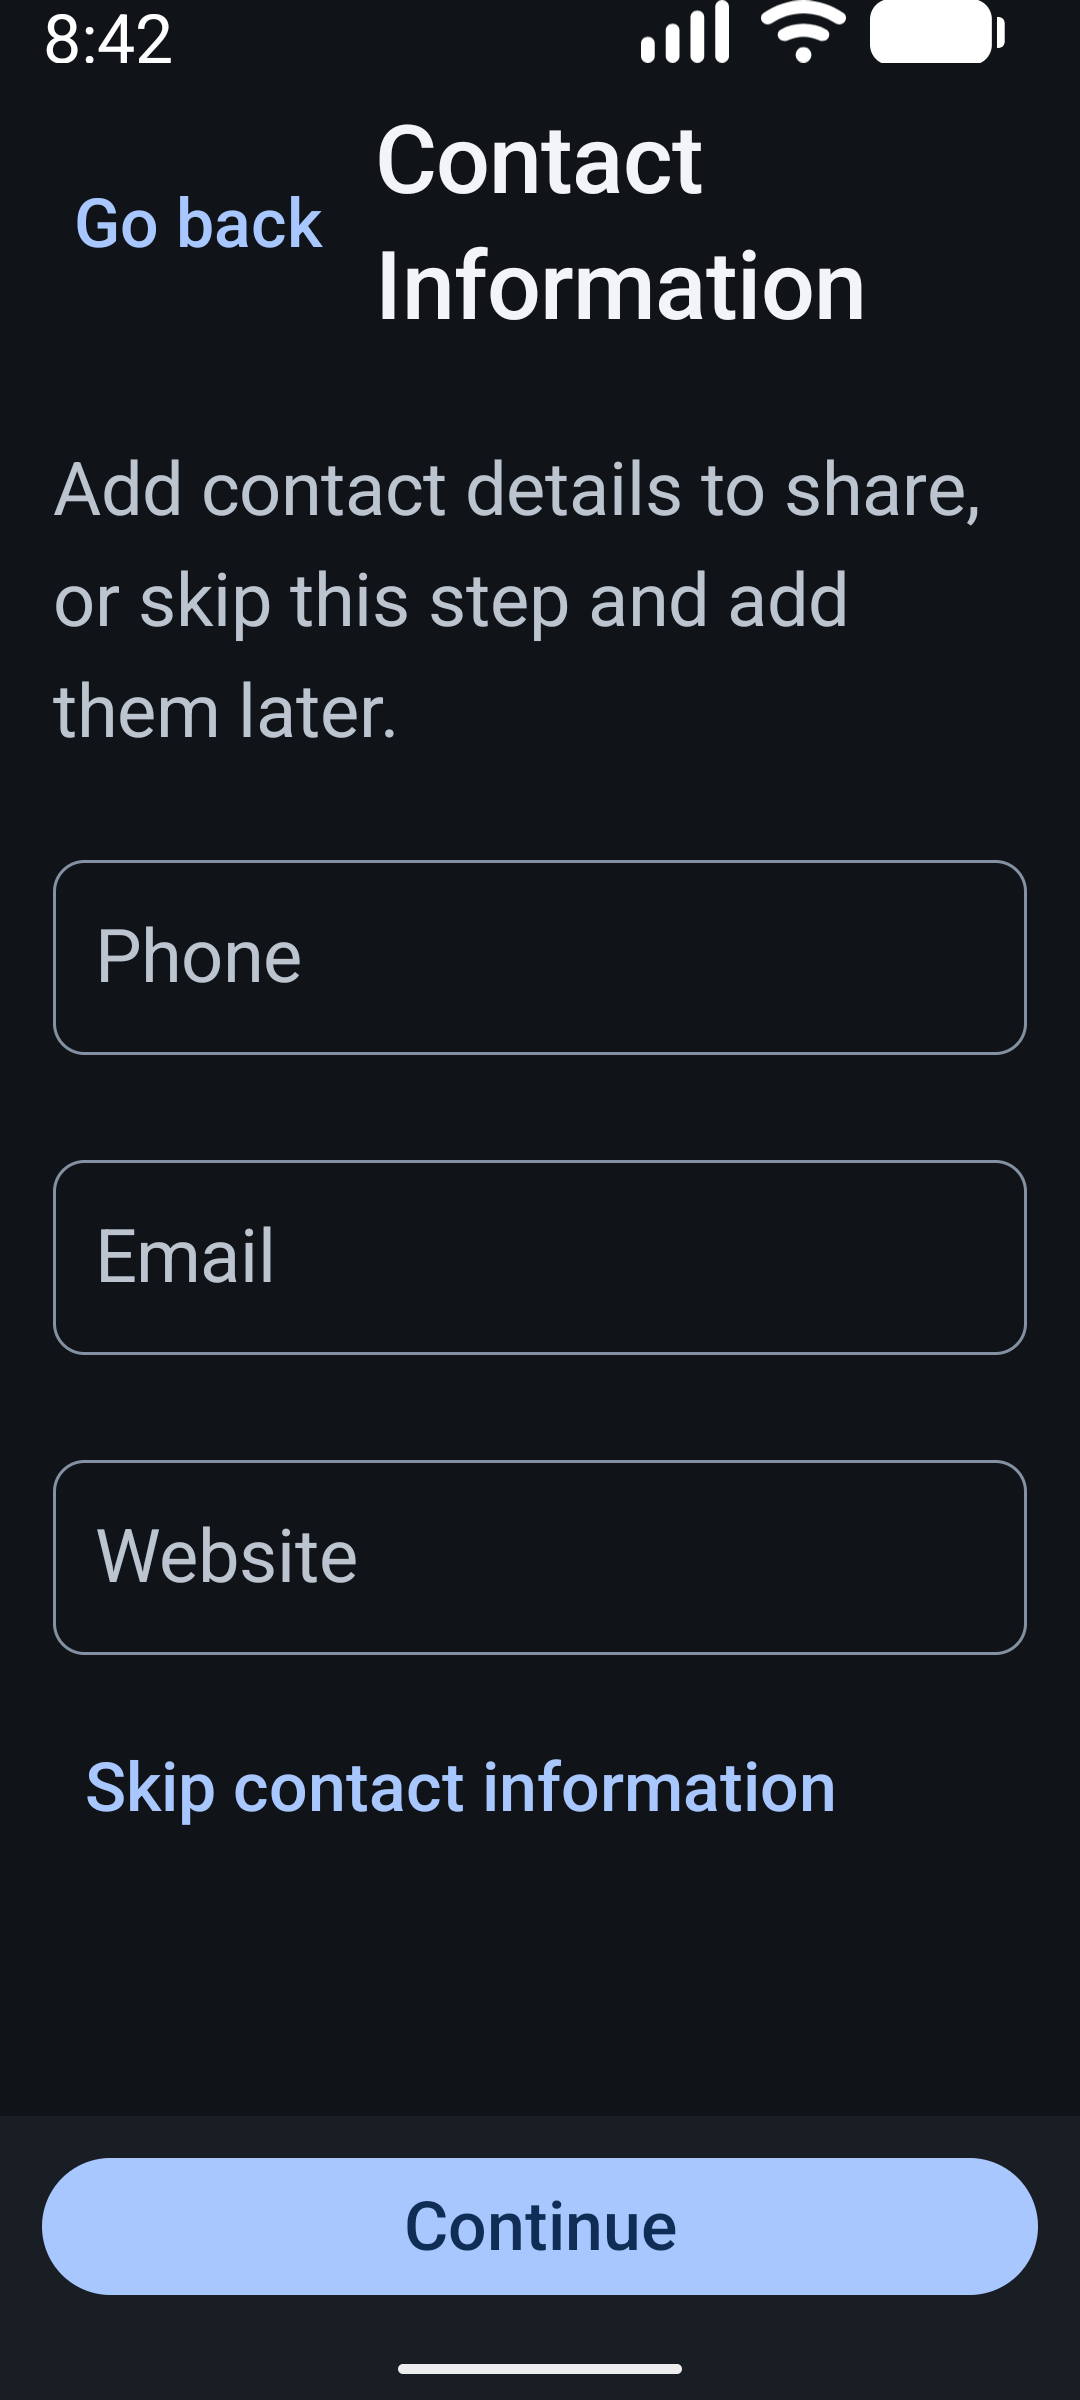 8:42
Go back
Contact
Information
Add contact details to share,
or skip this step and add
them later.
Phone
Email
Website
Skip contact information
Continue